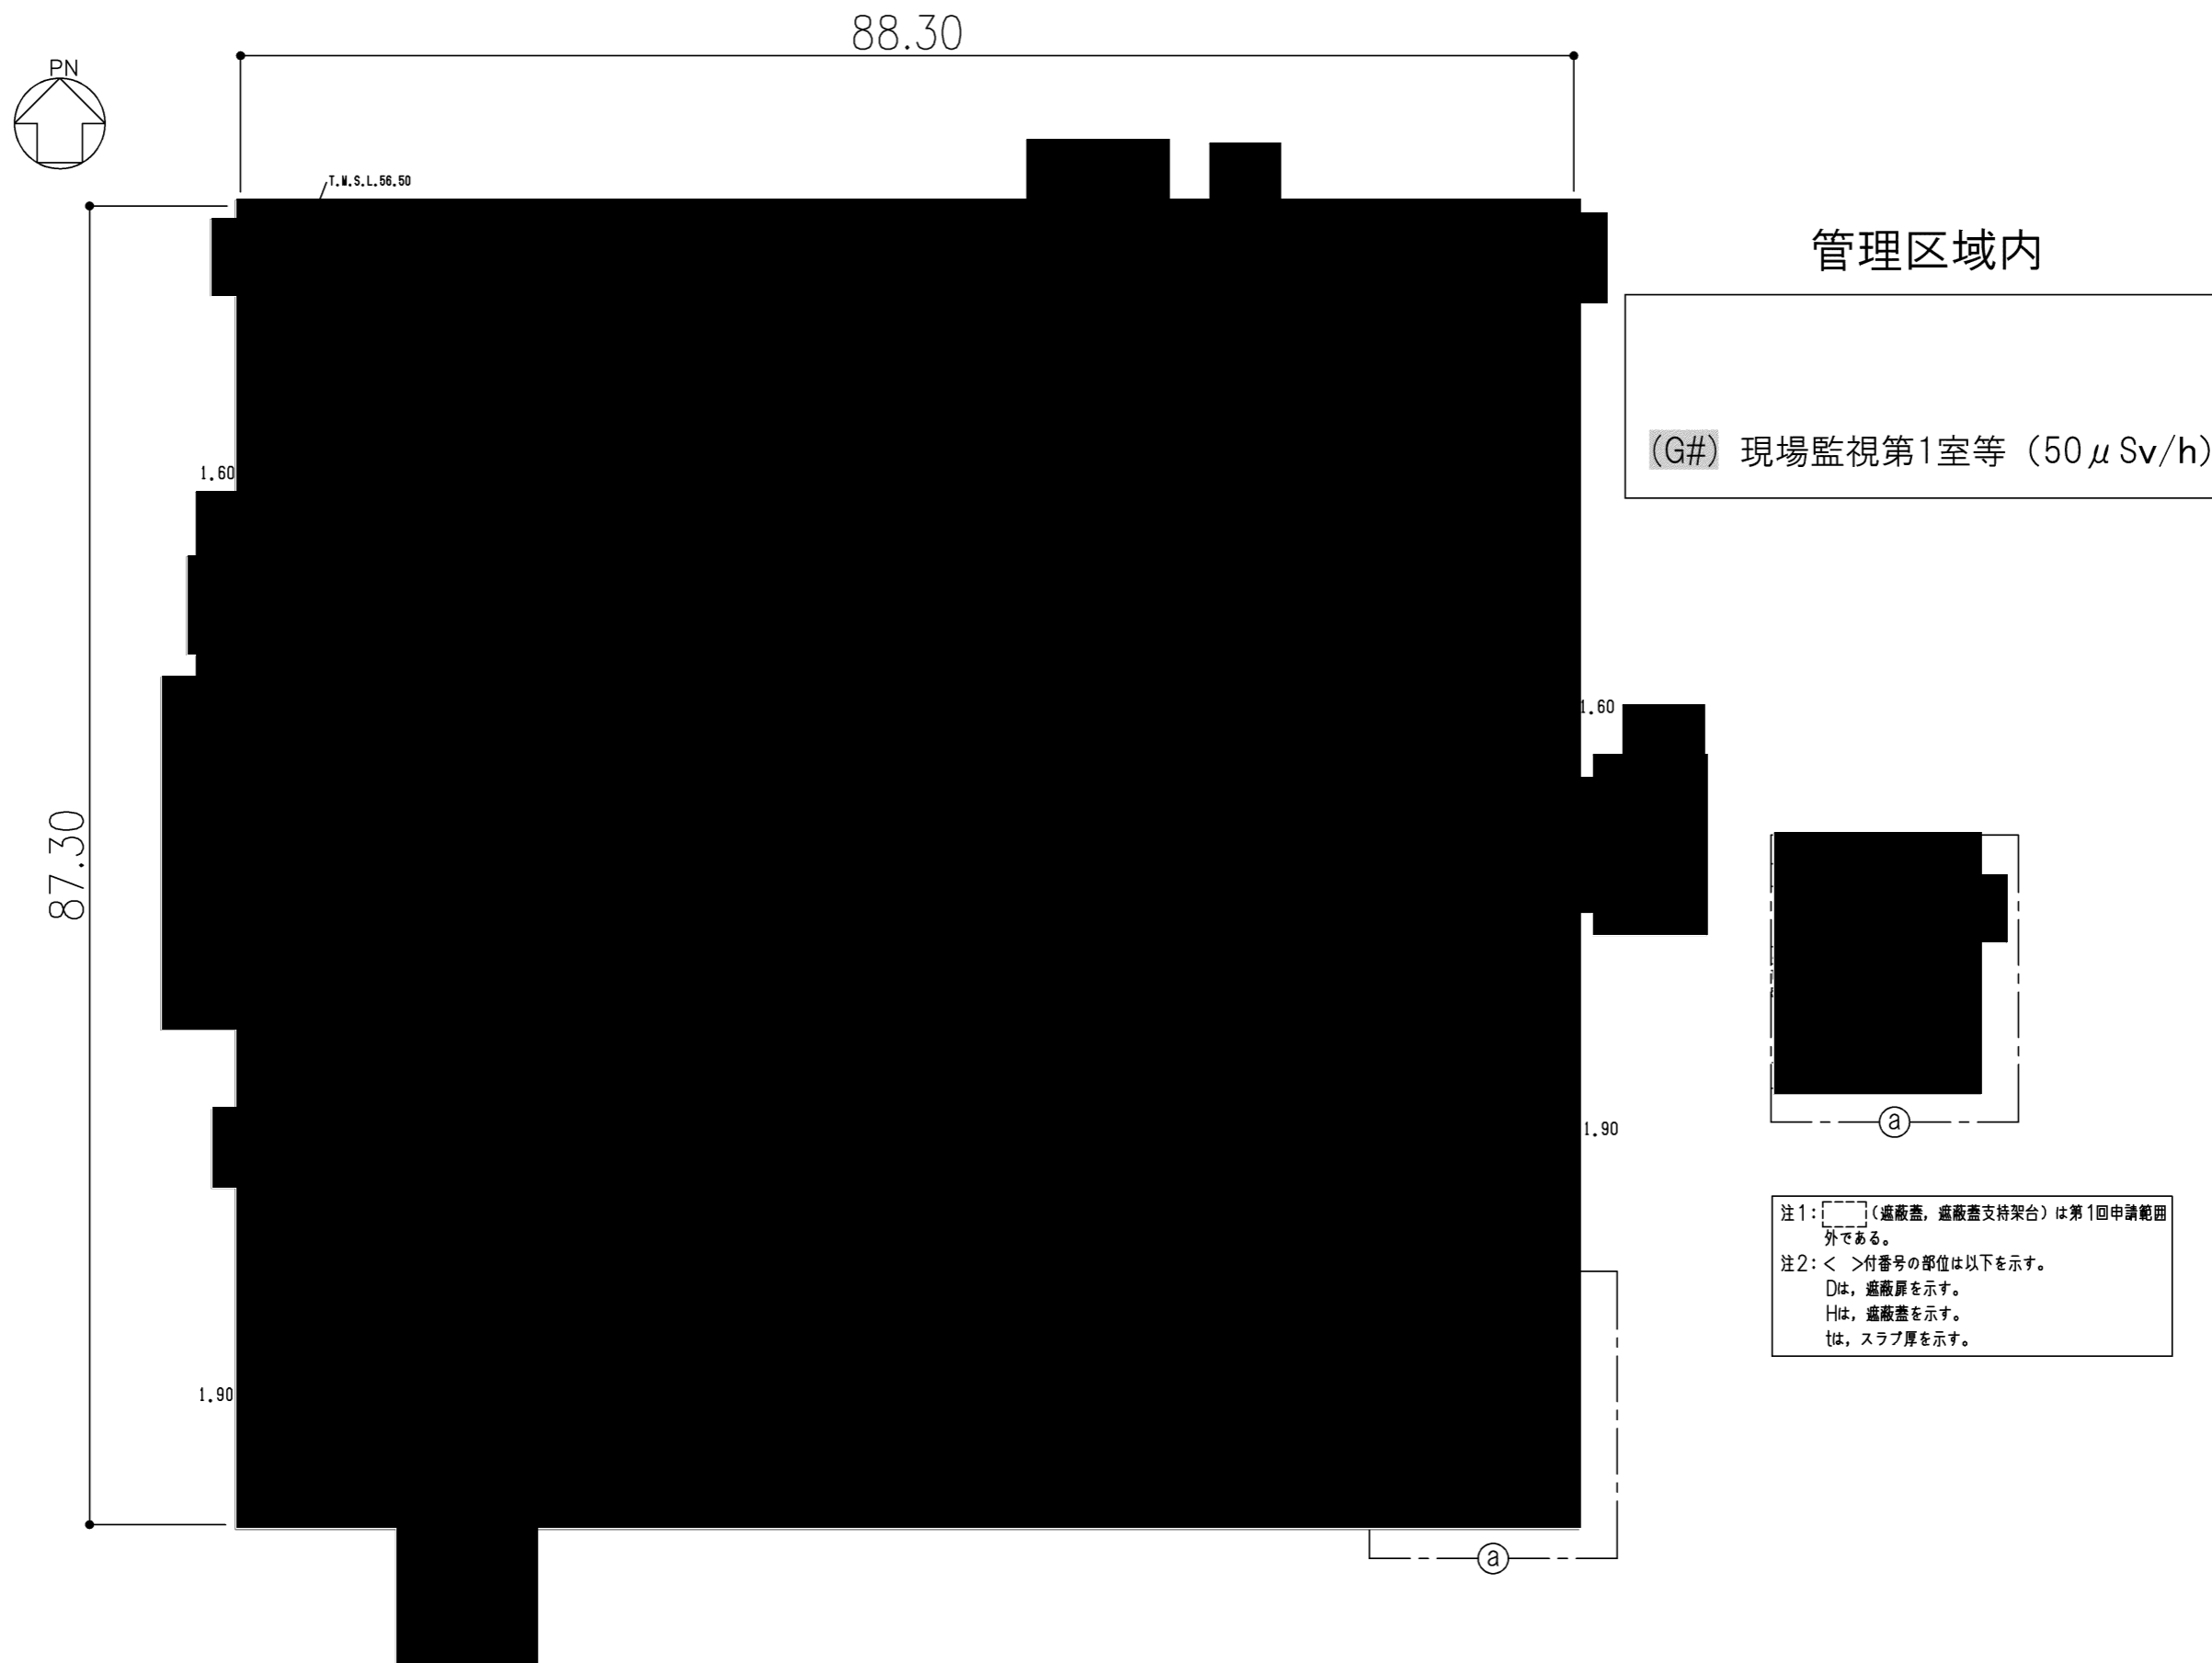 88.30
PN
T.M.S.L.56.50
管理区域内
(G#) 現場監視第1室等 (50μSv/h)
1.60
1.60
87.30
1.90
a
注1: (遮蔽蓋, 遮蔽蓋支持架台)は第1回申請範囲
外である。
注2:< >付番号の部位は以下を示す。
Dは, 遮蔽扉を示す。
Hは, 遮蔽蓋を示す。
tは, スラブ厚を示す。
1.90
a